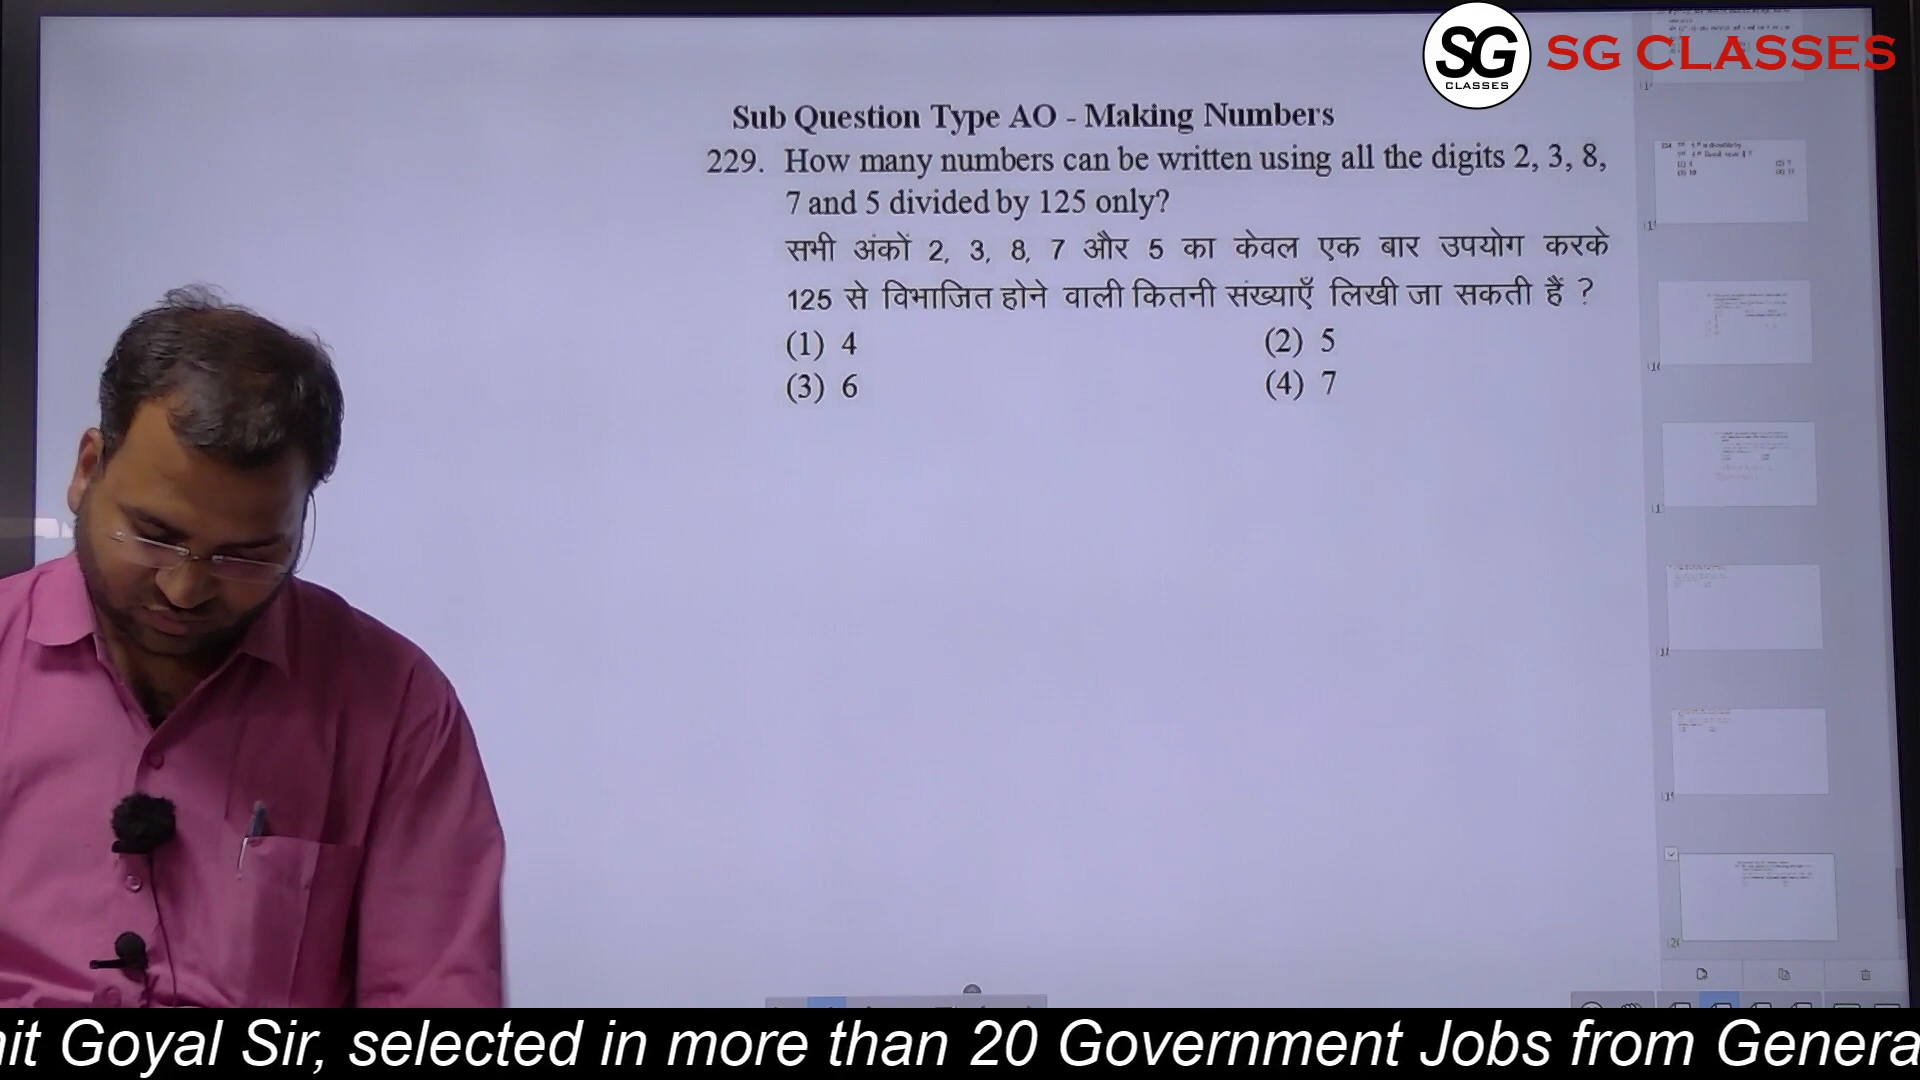 SG
CLASSES
SG CLASSES
Sub Question Type AO - Making Numbers
229. How many numbers can be written using all the digits 2, 3, 8,
7 and 5 divided by 125 only?
सभी अंकों 2, 3, 8, 7 और 5 का केवल एक बार उपयोग करके
125 से विभाजित होने वाली कितनी संख्याएँ लिखी जा सकती हैं ?
(1) 4 (2) 5
(3) 6 (4) 7
it Goyal Sir, selected in more than 20 Government Jobs from Genera